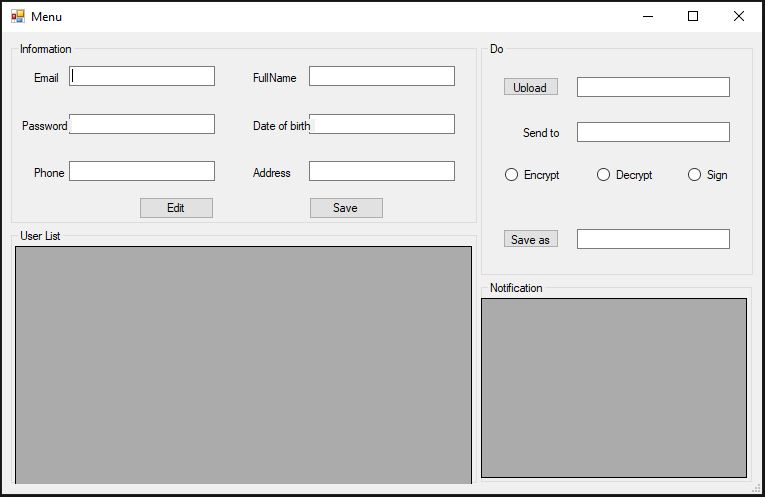 Menu
Information
Email
FullName
Password
Date of birth
Phone
Address
Edit
Save
User List
Do
Upload
Send to
Encrypt
Decrypt
Sign
Save as
Notification